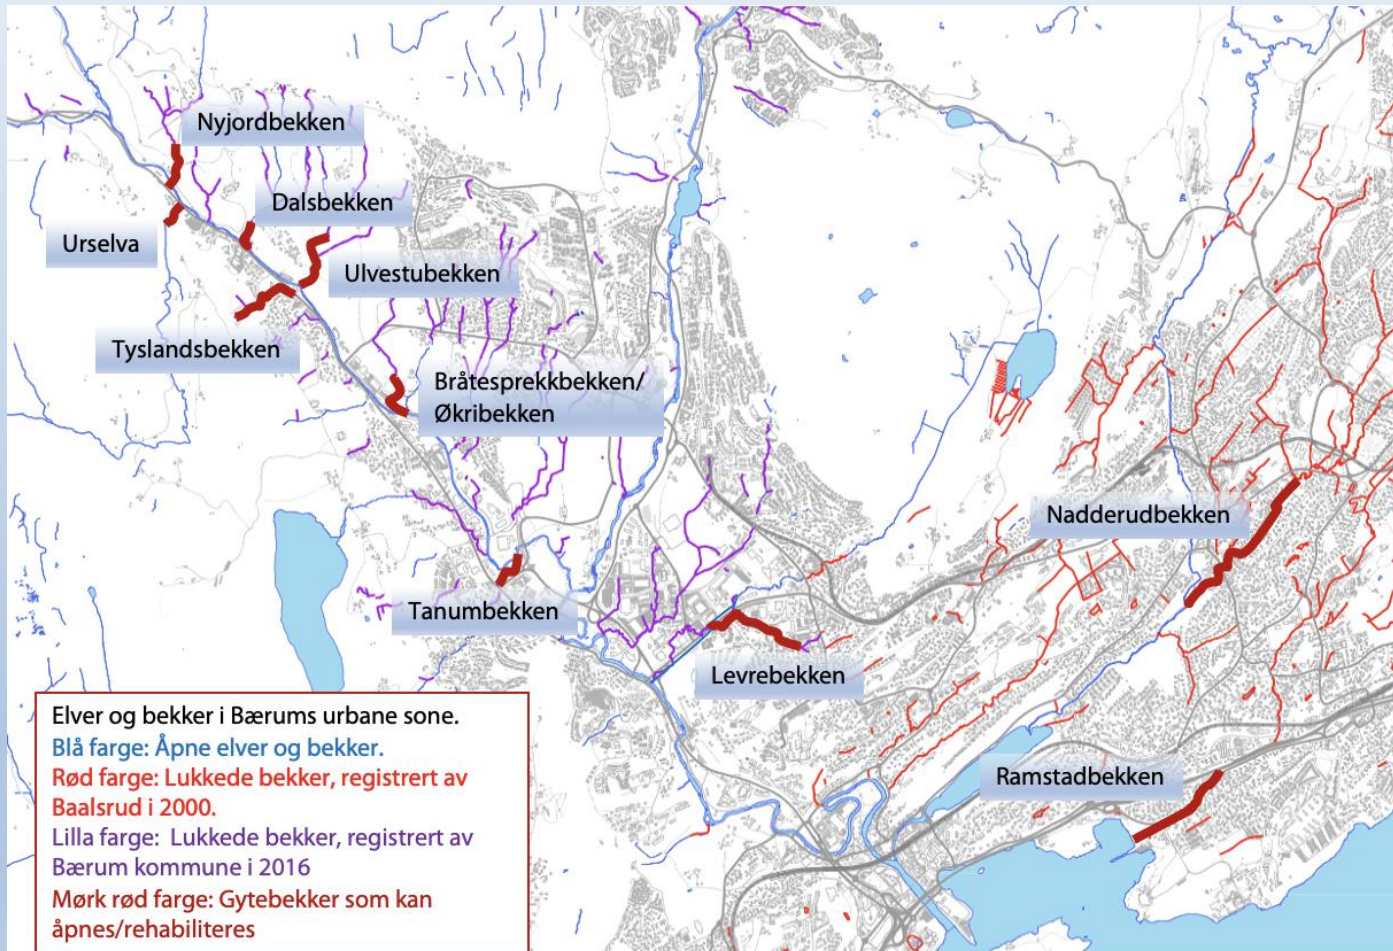 Nyjordbekken
Dalsbekken
Urselva
Ulvestubekken
Tyslandsbekken
Bråtesprekkbekken/
Økribekken
Nadderudbekken
Tanumbekken
Levrebekken
Ramstadbekken
Elver og bekker i Bærums urbane sone.
Blå farge: Åpne elver og bekker.
Rød farge: Lukkede bekker, registrert av
Baalsrud i 2000.
Lilla farge: Lukkede bekker, registrert av
Bærum kommune i 2016
Mørk rød farge: Gytebekker som kan
åpnes/rehabiliteres